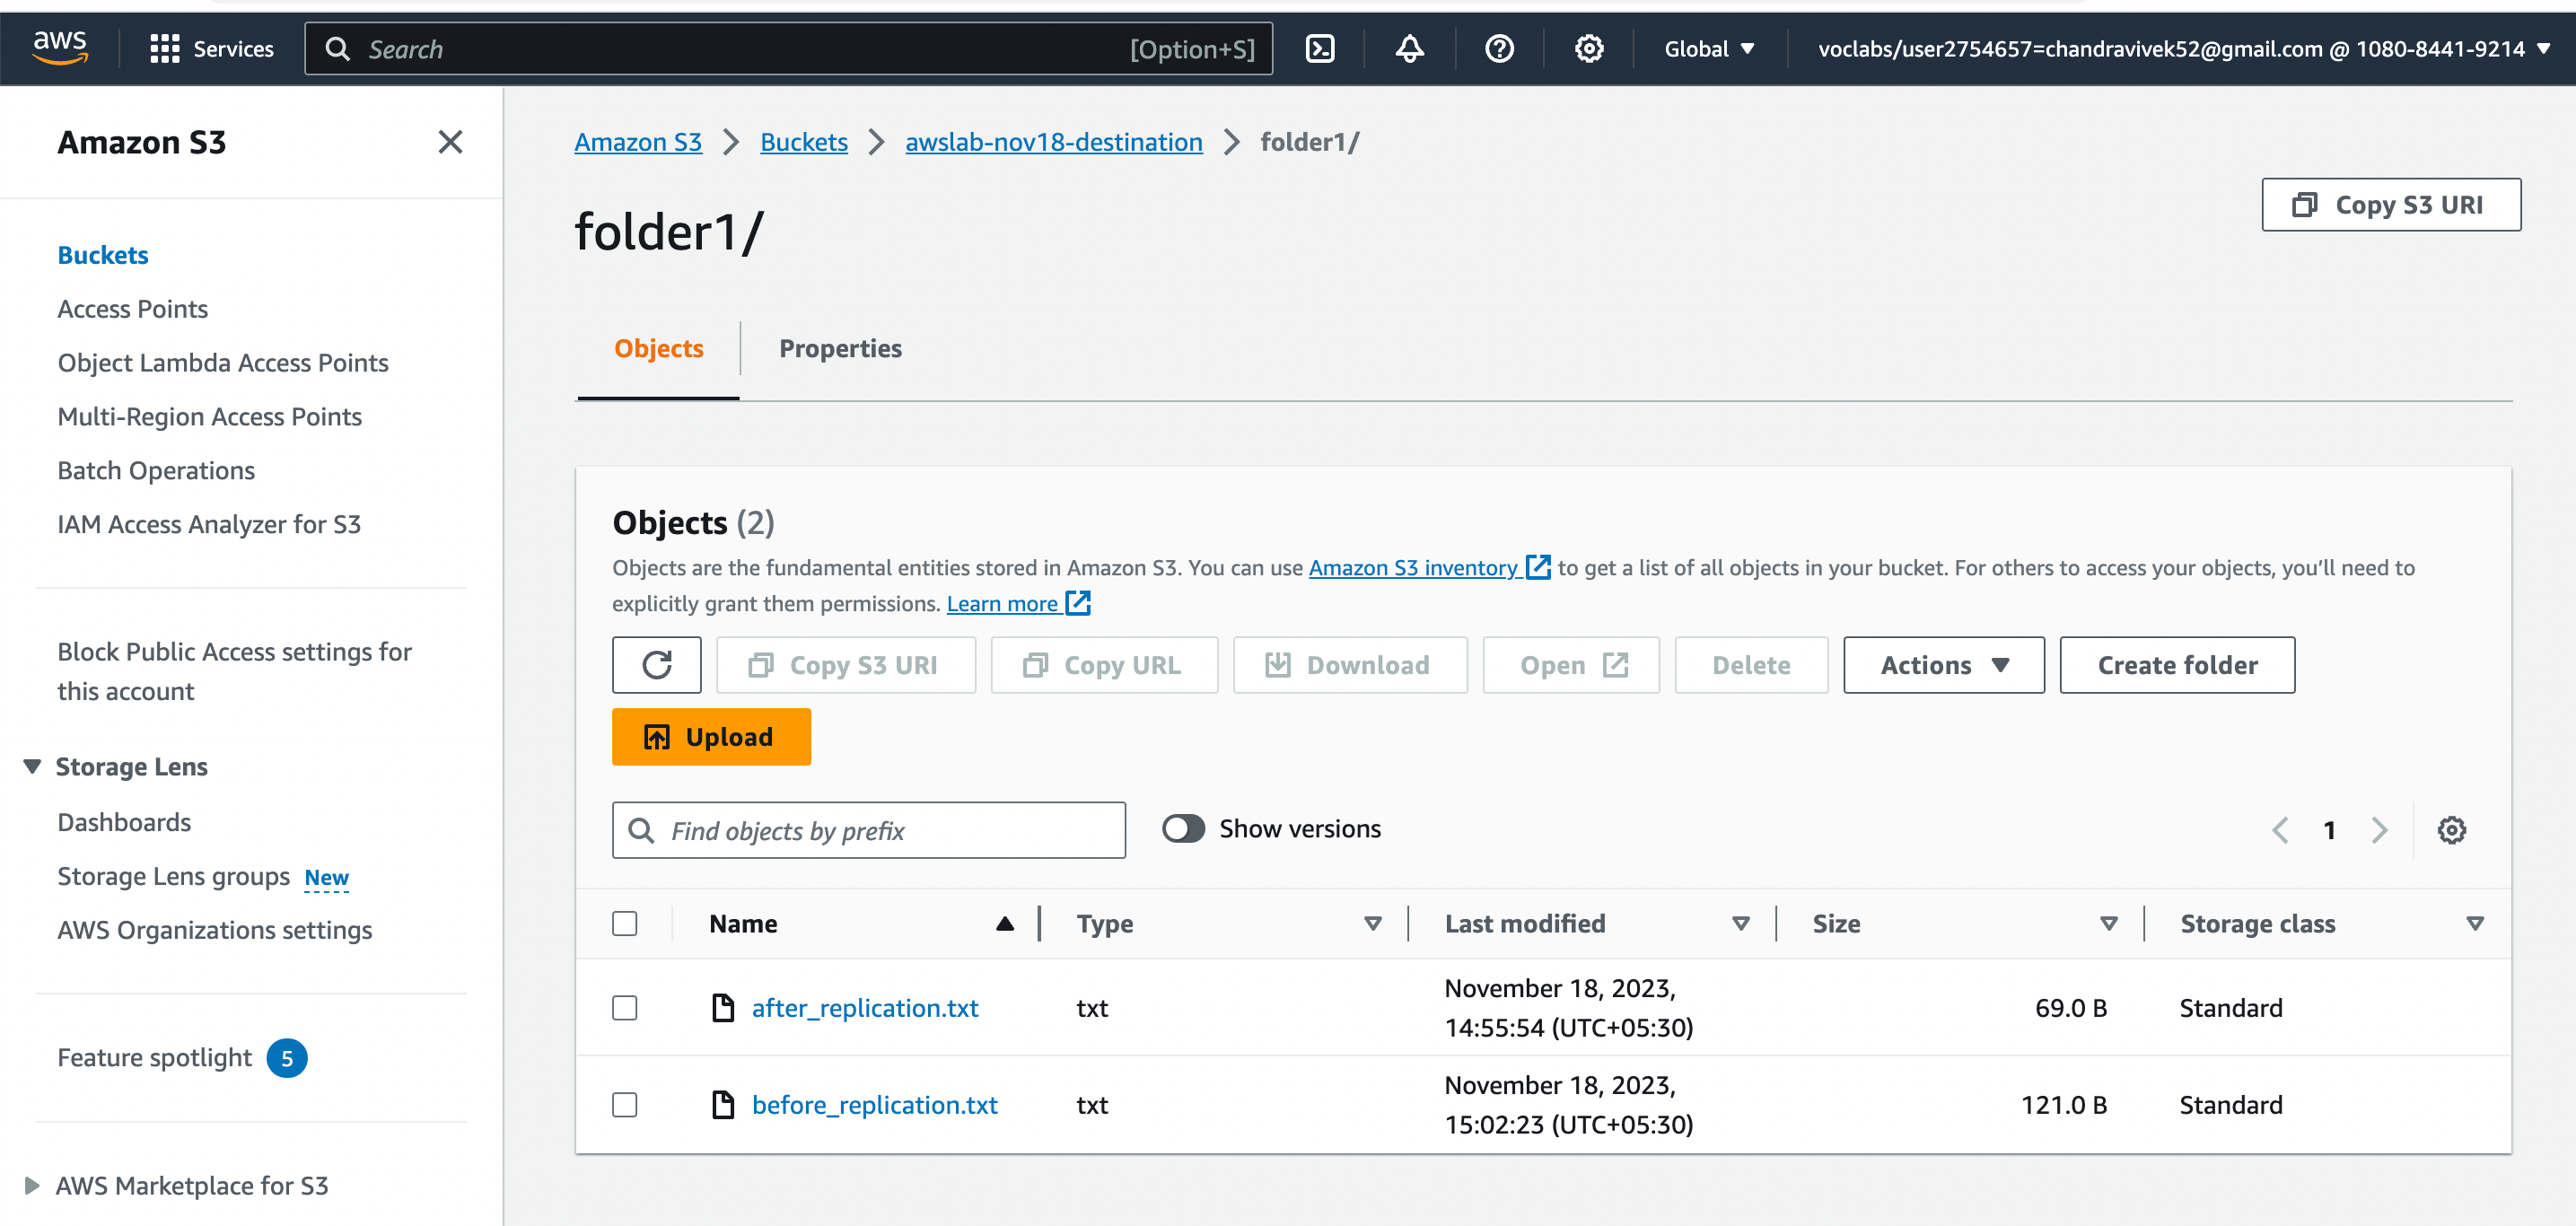 aws
Services
Search [Option+S]
Global
voclabs/user2754657=chandravivek52@gmail.com @ 1080-8441-9214
Amazon S3
Buckets
Access Points
Object Lambda Access Points
Multi-Region Access Points
Batch Operations
IAM Access Analyzer for S3
Block Public Access settings for
this account
Storage Lens
Dashboards
Storage Lens groups New
AWS Organizations settings
Feature spotlight 5
AWS Marketplace for S3
Amazon S3 > Buckets > awslab-nov18-destination > folder1/
folder1/
Copy S3 URI
Objects Properties
Objects (2)
Objects are the fundamental entities stored in Amazon S3. You can use Amazon S3 inventory to get a list of all objects in your bucket. For others to access your objects, you’ll need to
explicitly grant them permissions. Learn more
Copy S3 URI Copy URL Download Open Delete Actions Create folder
Upload
Find objects by prefix Show versions 1
Name Type Last modified Size Storage class
after_replication.txt txt November 18, 2023, 69.0 B Standard
14:55:54 (UTC+05:30)
before_replication.txt txt November 18, 2023, 121.0 B Standard
15:02:23 (UTC+05:30)